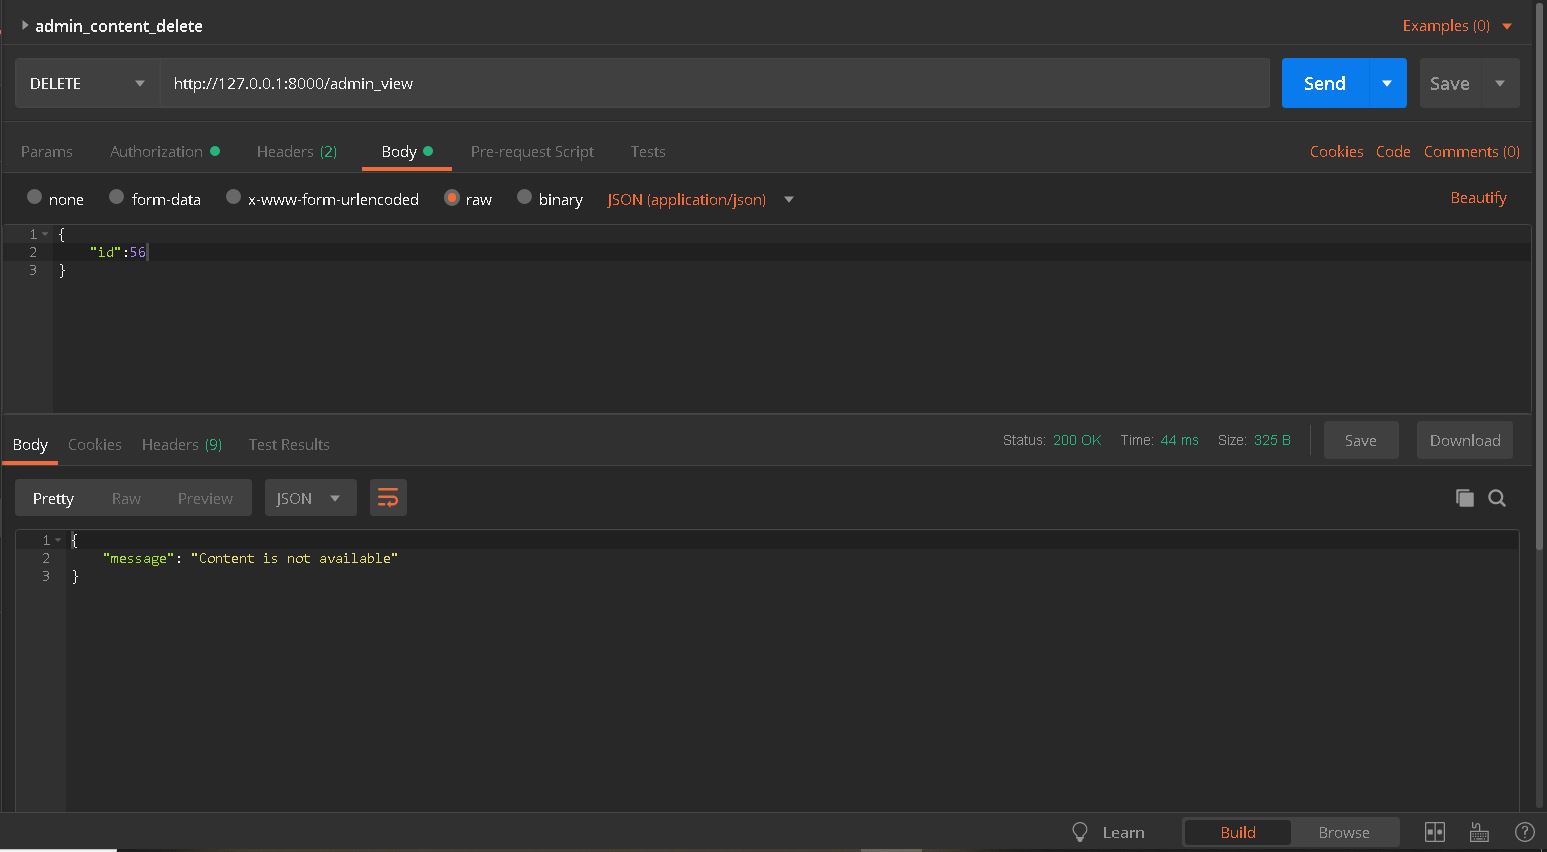 admin_content_delete
Examples (0)
DELETE
http://127.0.0.1:8000/admin_view
Send
Save
Params
Authorization
Headers (2)
Body
Pre-request Script
Tests
Cookies
Code
Comments (0)
none
form-data
x-www-form-urlencoded
raw
binary
JSON (application/json)
Beautify
1 {
2 "id":56
3 }
Body
Cookies
Headers (9)
Test Results
Status: 200 OK
Time: 44 ms
Size: 325 B
Save
Download
Pretty
Raw
Preview
JSON
1 {
2 "message": "Content is not available"
3 }
Learn
Build
Browse